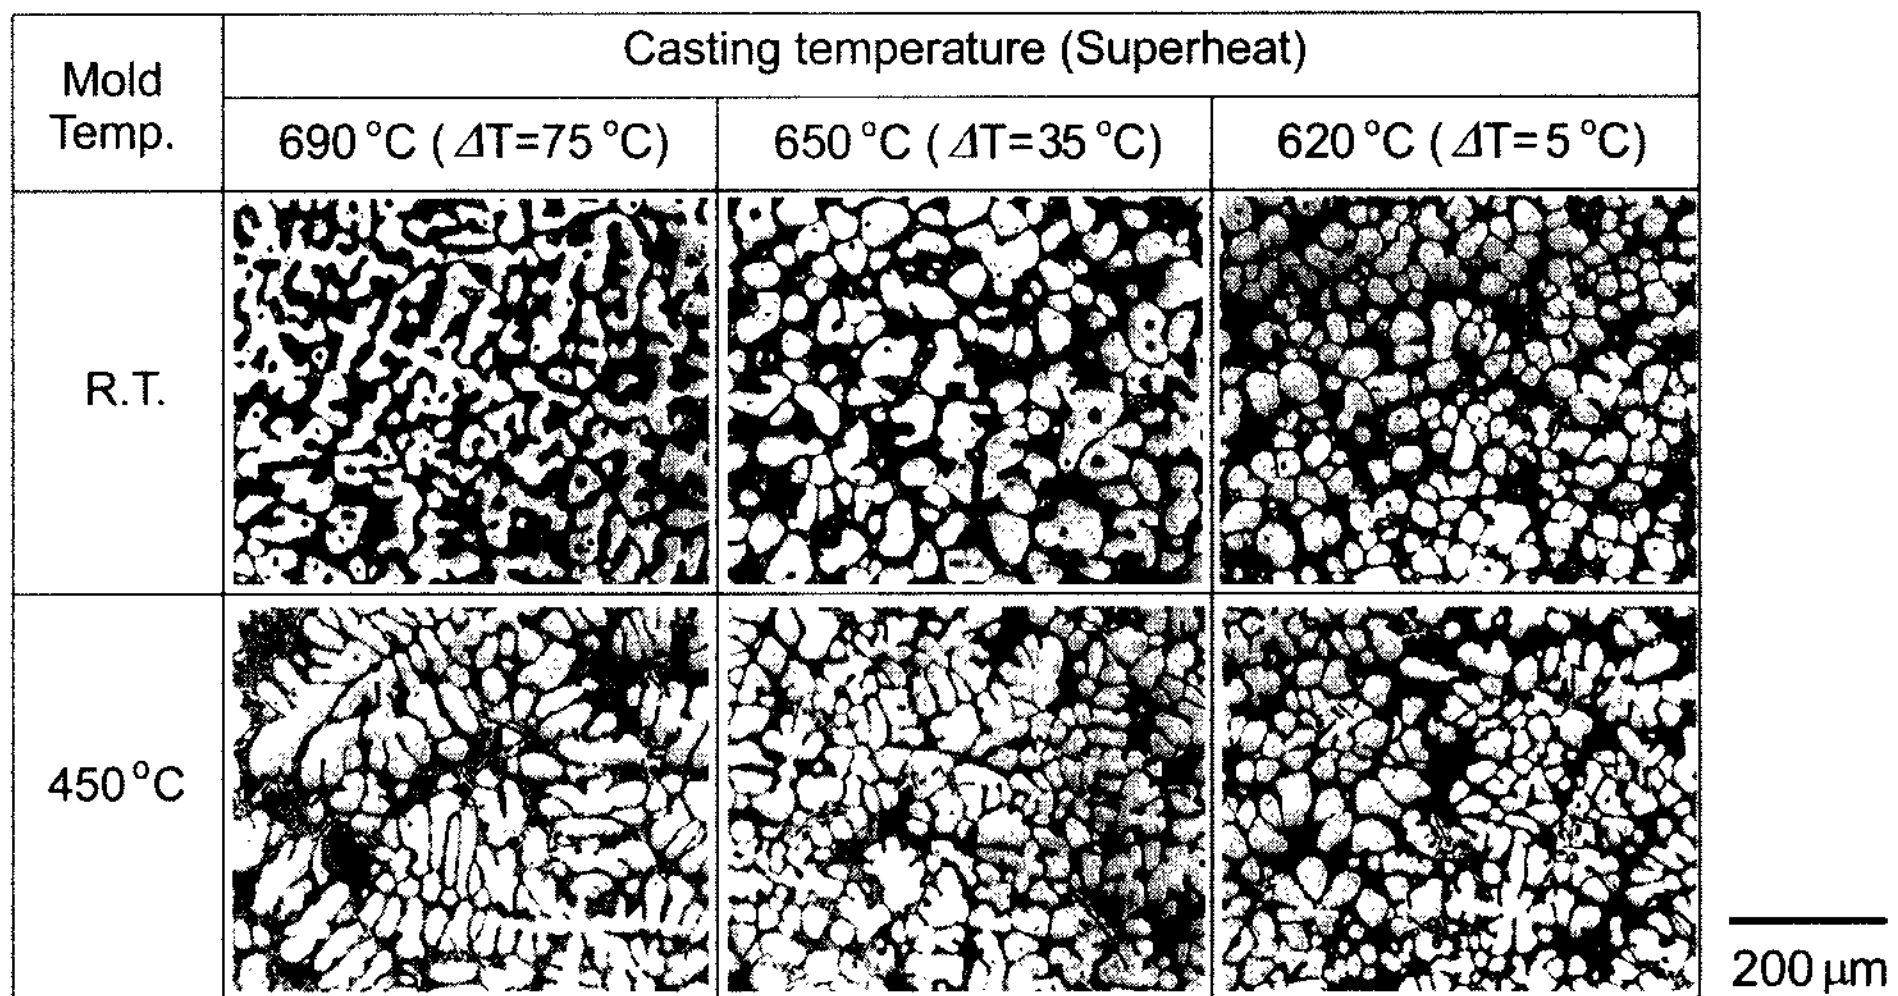 Mold
Temp.
Casting temperature (Superheat)
690 °C ( ΔT=75 °C)
650 °C ( ΔT=35 °C)
620 °C ( ΔT= 5 °C)
R.T.
450 °C
200 μm